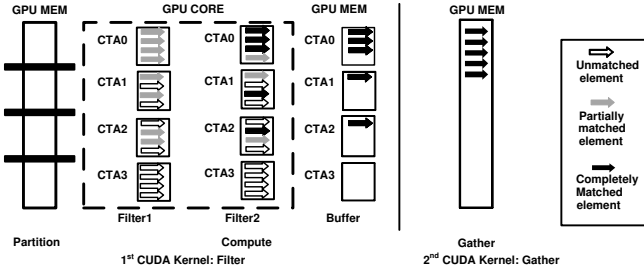 GPU MEM
GPU CORE
GPU MEM
GPU MEM
CTA0
CTA0
CTA0
CTA1
CTA1
CTA1
CTA2
CTA2
CTA2
CTA3
CTA3
CTA3
Filter1
Filter2
Buffer
Partition
Compute
Gather
1st CUDA Kernel: Filter
2nd CUDA Kernel: Gather
Unmatched
element
Partially
matched
element
Completely
Matched
element